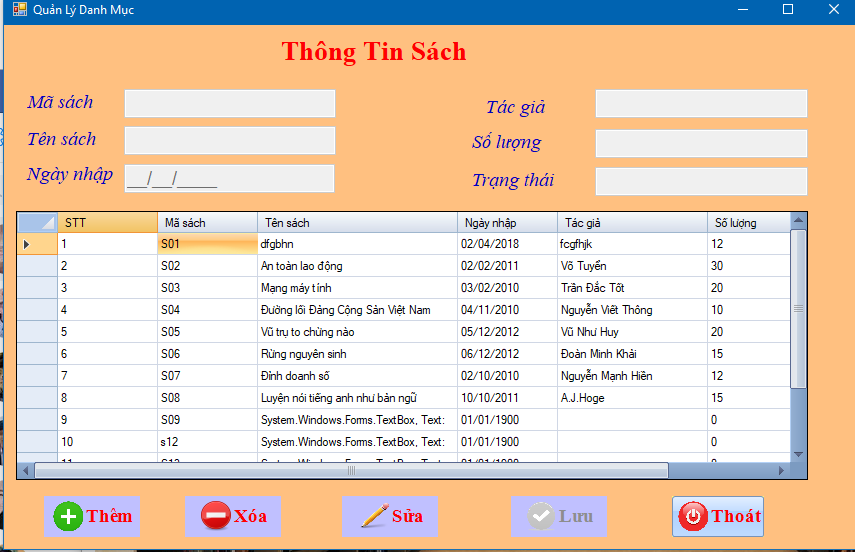 Quản Lý Danh Mục
Thông Tin Sách
Mã sách
Tác giả
Tên sách
Số lượng
Ngày nhập __/__/____
Trạng thái
STT Mã sách Tên sách Ngày nhập Tác giả Số lượng
1 S01 dfgbhn 02/04/2018 fcgfhjk 12
2 S02 An toàn lao động 02/02/2011 Võ Tuyển 30
3 S03 Mạng máy tính 03/02/2010 Trần Đắc Tốt 20
4 S04 Đường lối Đảng Cộng Sản Việt Nam 04/11/2010 Nguyễn Viết Thông 10
5 S05 Vũ trụ to chừng nào 05/12/2012 Vũ Như Huy 20
6 S06 Rừng nguyên sinh 06/12/2012 Đoàn Minh Khải 15
7 S07 Đỉnh doanh số 02/10/2010 Nguyễn Mạnh Hiên 12
8 S08 Luyện nói tiếng anh như bản ngữ 10/10/2011 A.J.Hoge 15
9 S09 System.Windows.Forms.TextBox, Text: 01/01/1900 0
10 s12 System.Windows.Forms.TextBox, Text: 01/01/1900 0
Thêm Xóa Sửa Lưu Thoát